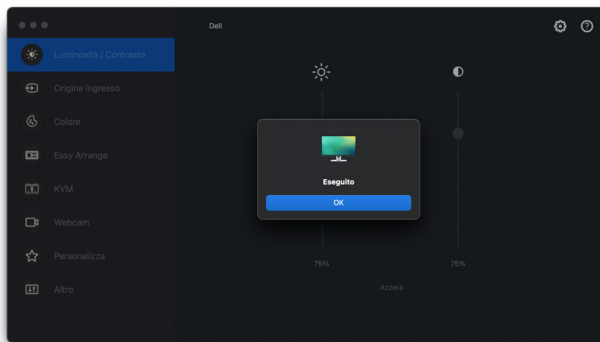 Dell
Luminosità / Contrasto
Origine ingresso
Colore
Easy Arrange
KVM
Webcam
Personalizza
Altro
Eseguito
OK
75%
75%
Azzera